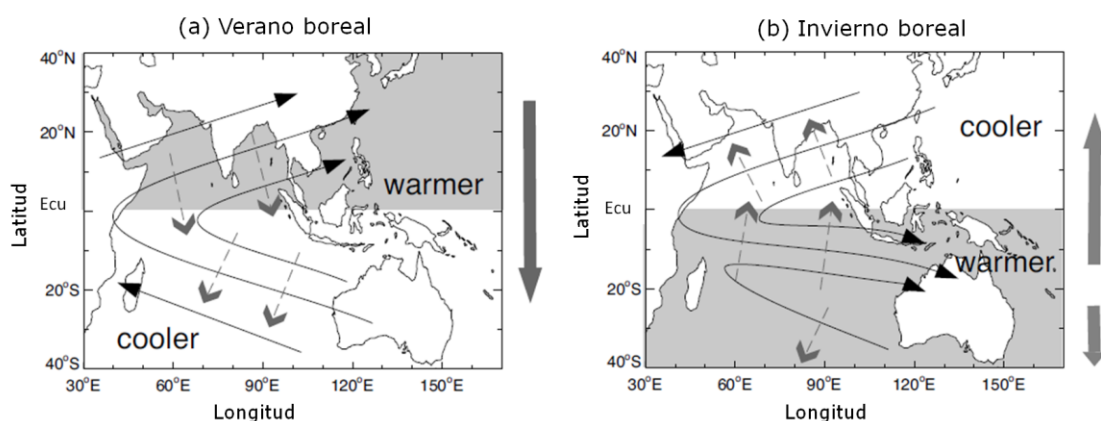 (a) Verano boreal
(b) Invierno boreal
40°N
20°N
Ecu
20°S
40°S
Latitud
warmer
cooler
30°E
60°E
90°E
120°E
150°E
Longitud
40°N
20°N
Ecu
20°S
40°S
Latitud
cooler
warmer.
30°E
60°E
90°E
120°E
150°E
Longitud